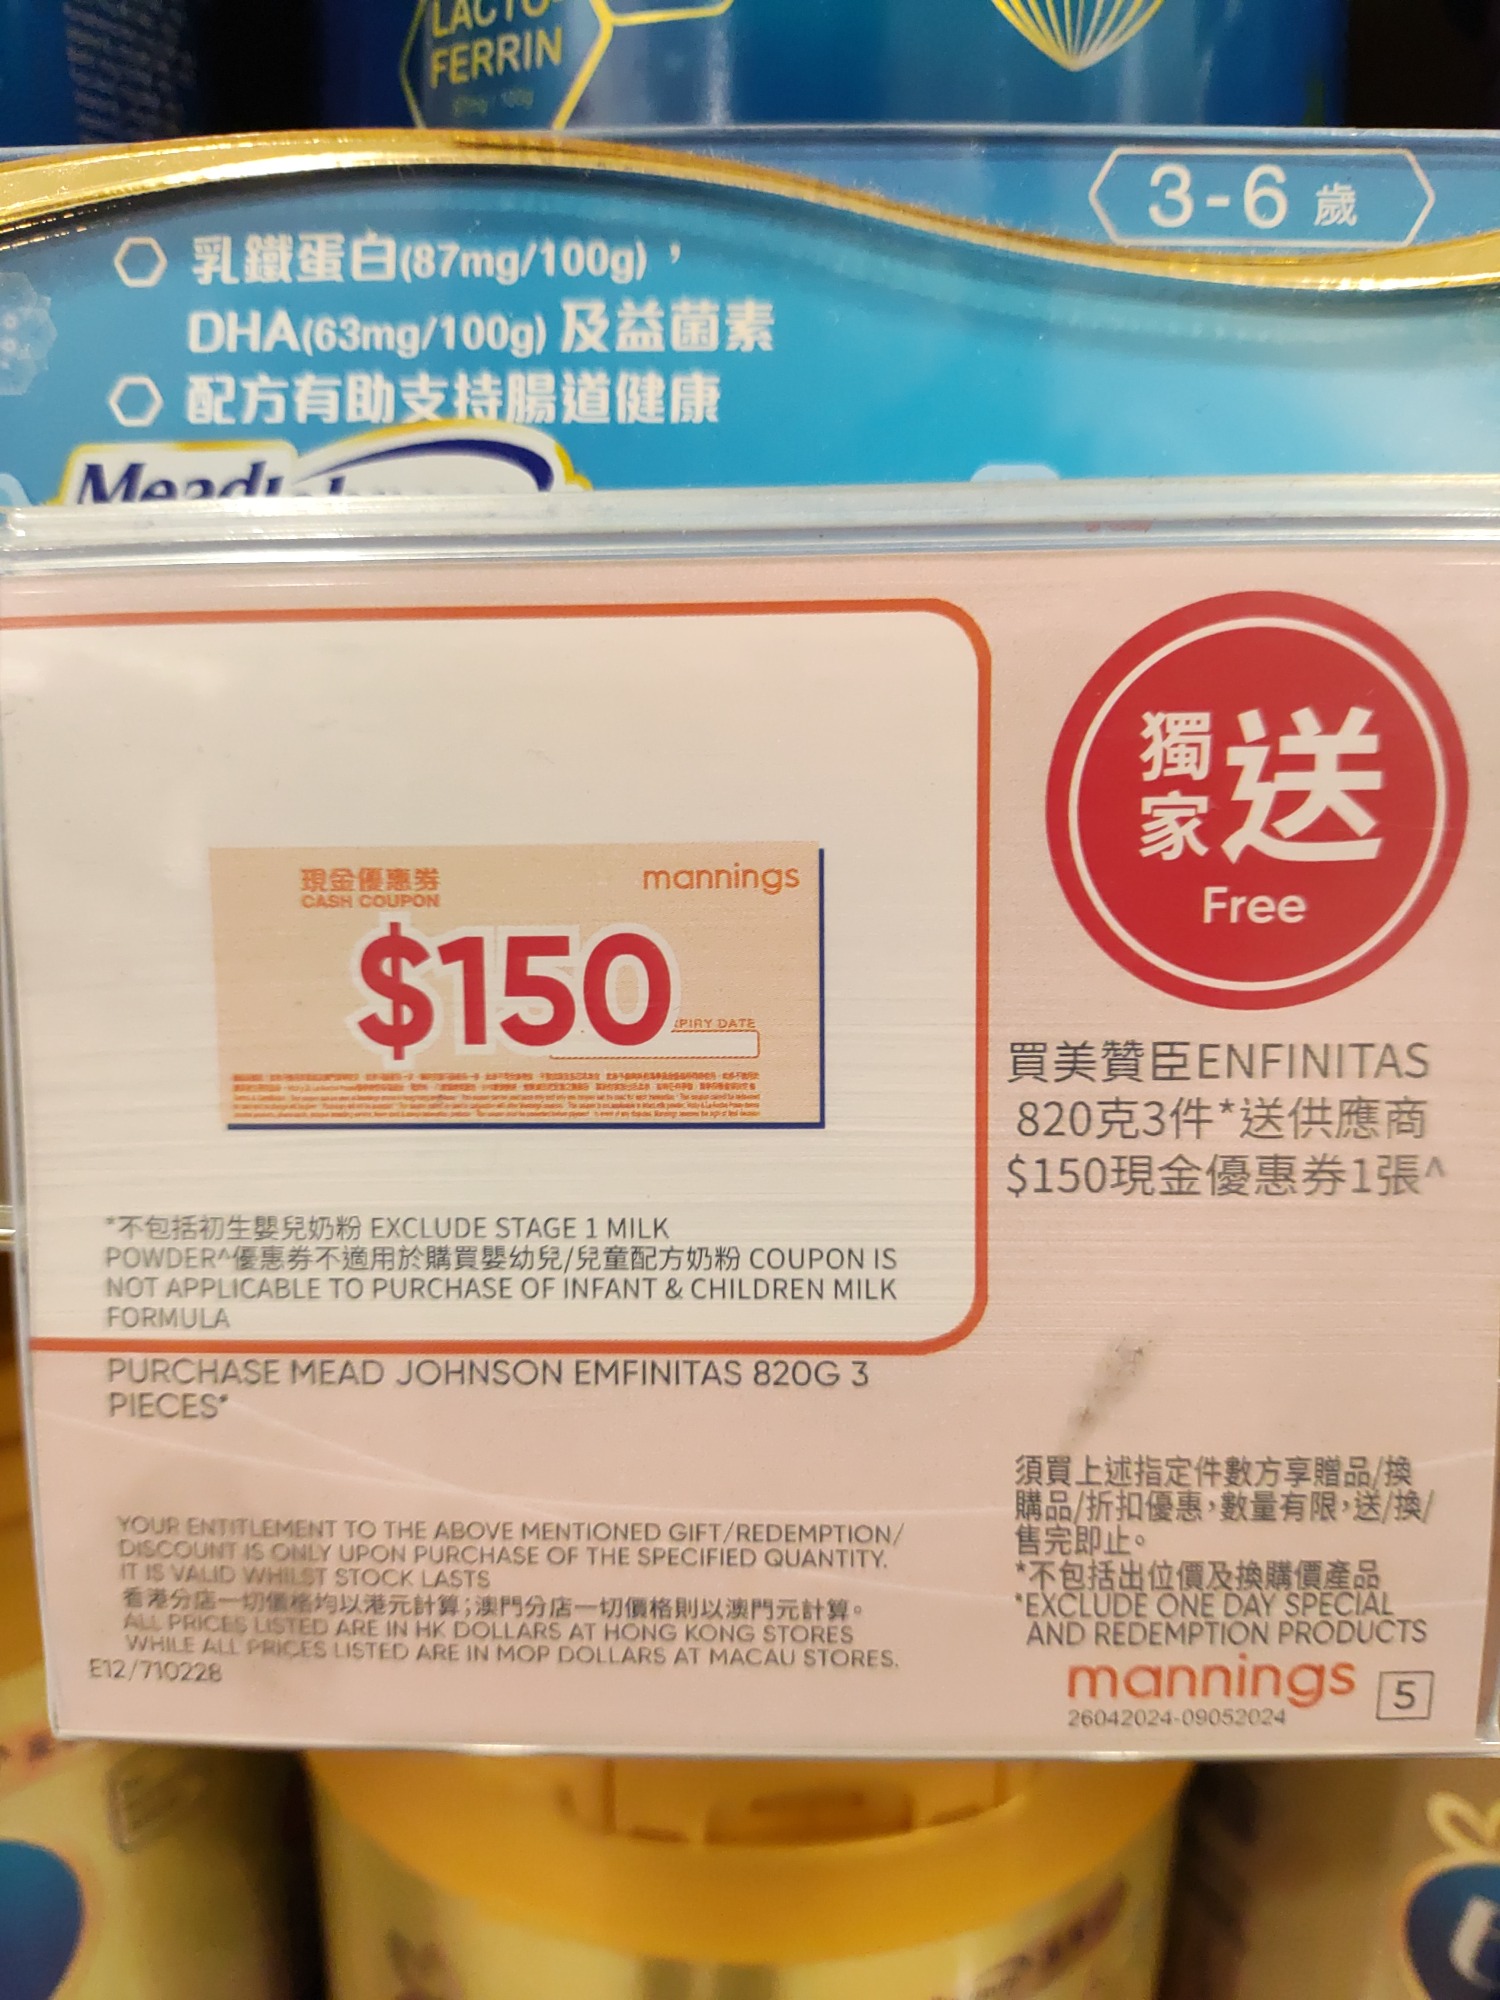 LACTO-
FERRIN
3-6 歲
乳鐵蛋白(87mg/100g)，
DHA(63mg/100g) 及益菌素
配方有助支持腸道健康
獨家送
Free
現金優惠券 mannings
CASH COUPON
$150
PIRY DATE
買美贊臣ENFINITAS
820克3件*送供應商
$150現金優惠券1張^
*不包括初生嬰兒奶粉 EXCLUDE STAGE 1 MILK
POWDER^優惠券不適用於購買嬰幼兒/兒童配方奶粉 COUPON IS
NOT APPLICABLE TO PURCHASE OF INFANT & CHILDREN MILK
FORMULA
PURCHASE MEAD JOHNSON EMFINITAS 820G 3
PIECES*
須買上述指定件數方享贈品/換
購品/折扣優惠，數量有限，送/換/
售完即止。
*不包括出位價及換購價產品
*EXCLUDE ONE DAY SPECIAL
AND REDEMPTION PRODUCTS
YOUR ENTITLEMENT TO THE ABOVE MENTIONED GIFT/REDEMPTION/
DISCOUNT IS ONLY UPON PURCHASE OF THE SPECIFIED QUANTITY.
IT IS VALID WHILST STOCK LASTS
香港分店一切價格均以港元計算；澳門分店一切價格則以澳門元計算。
ALL PRICES LISTED ARE IN HK DOLLARS AT HONG KONG STORES
WHILE ALL PRICES LISTED ARE IN MOP DOLLARS AT MACAU STORES.
E12/710228
mannings 5
26042024-09052024